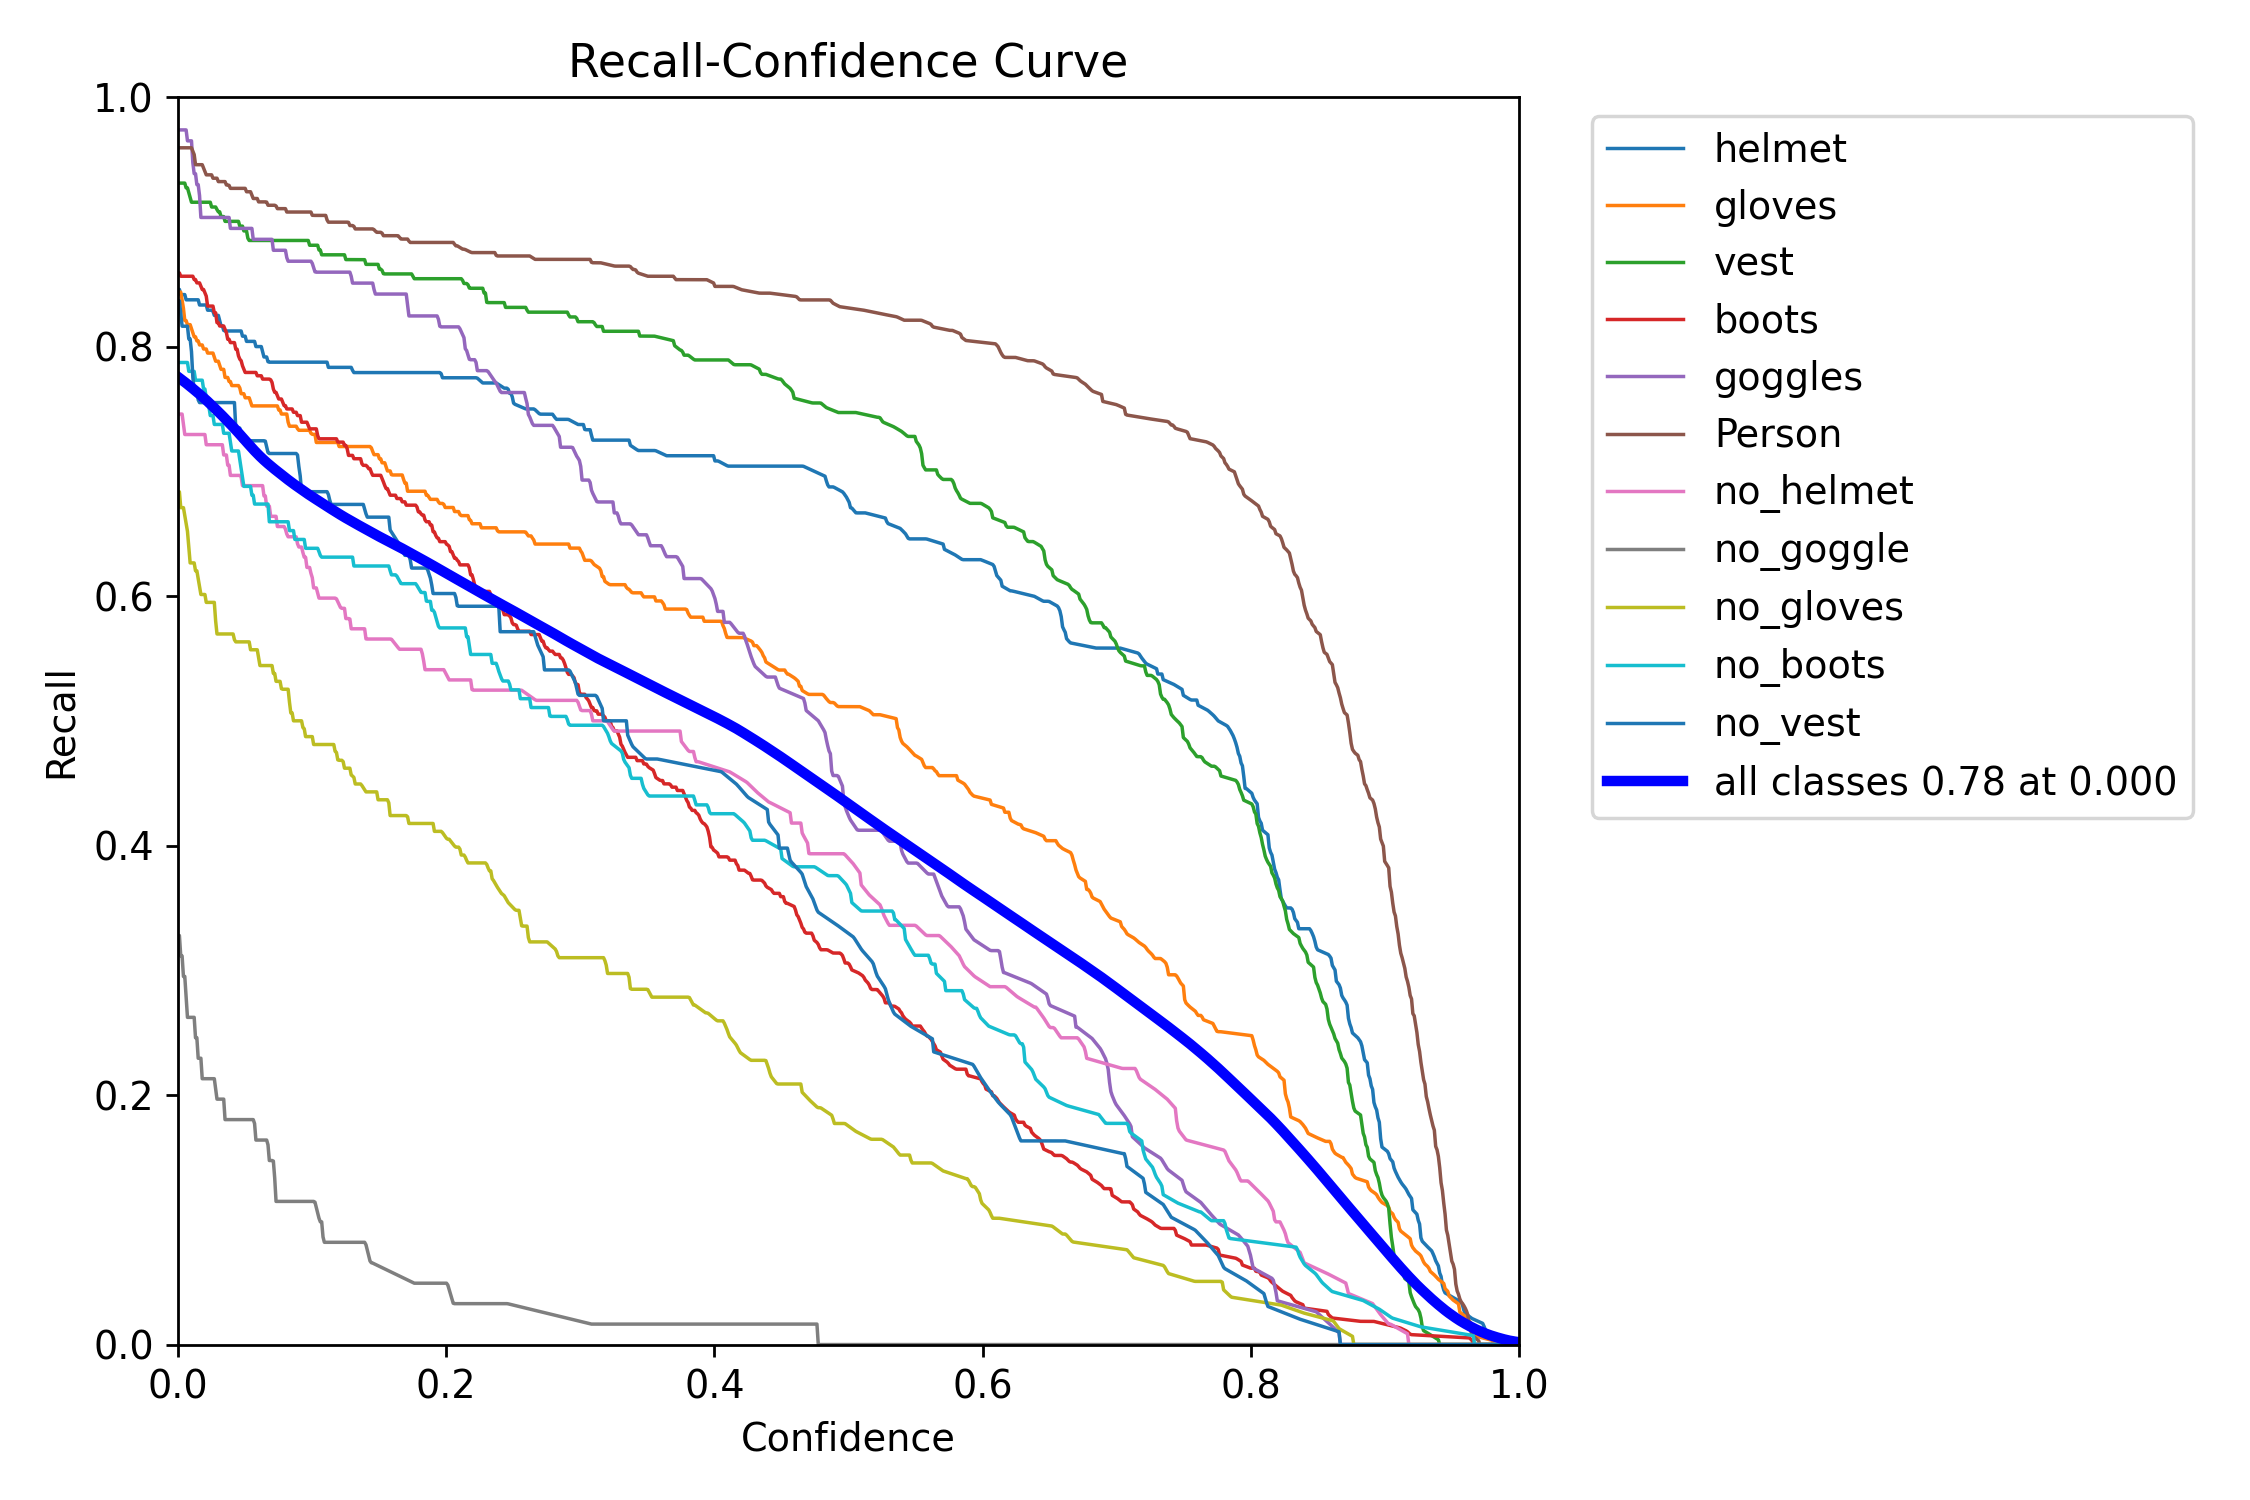 Recall-Confidence Curve
1.0
0.8
0.6
0.4
0.2
0.0
Recall
0.0 0.2 0.4 0.6 0.8 1.0
Confidence
helmet
gloves
vest
boots
goggles
Person
no_helmet
no_goggle
no_gloves
no_boots
no_vest
all classes 0.78 at 0.000